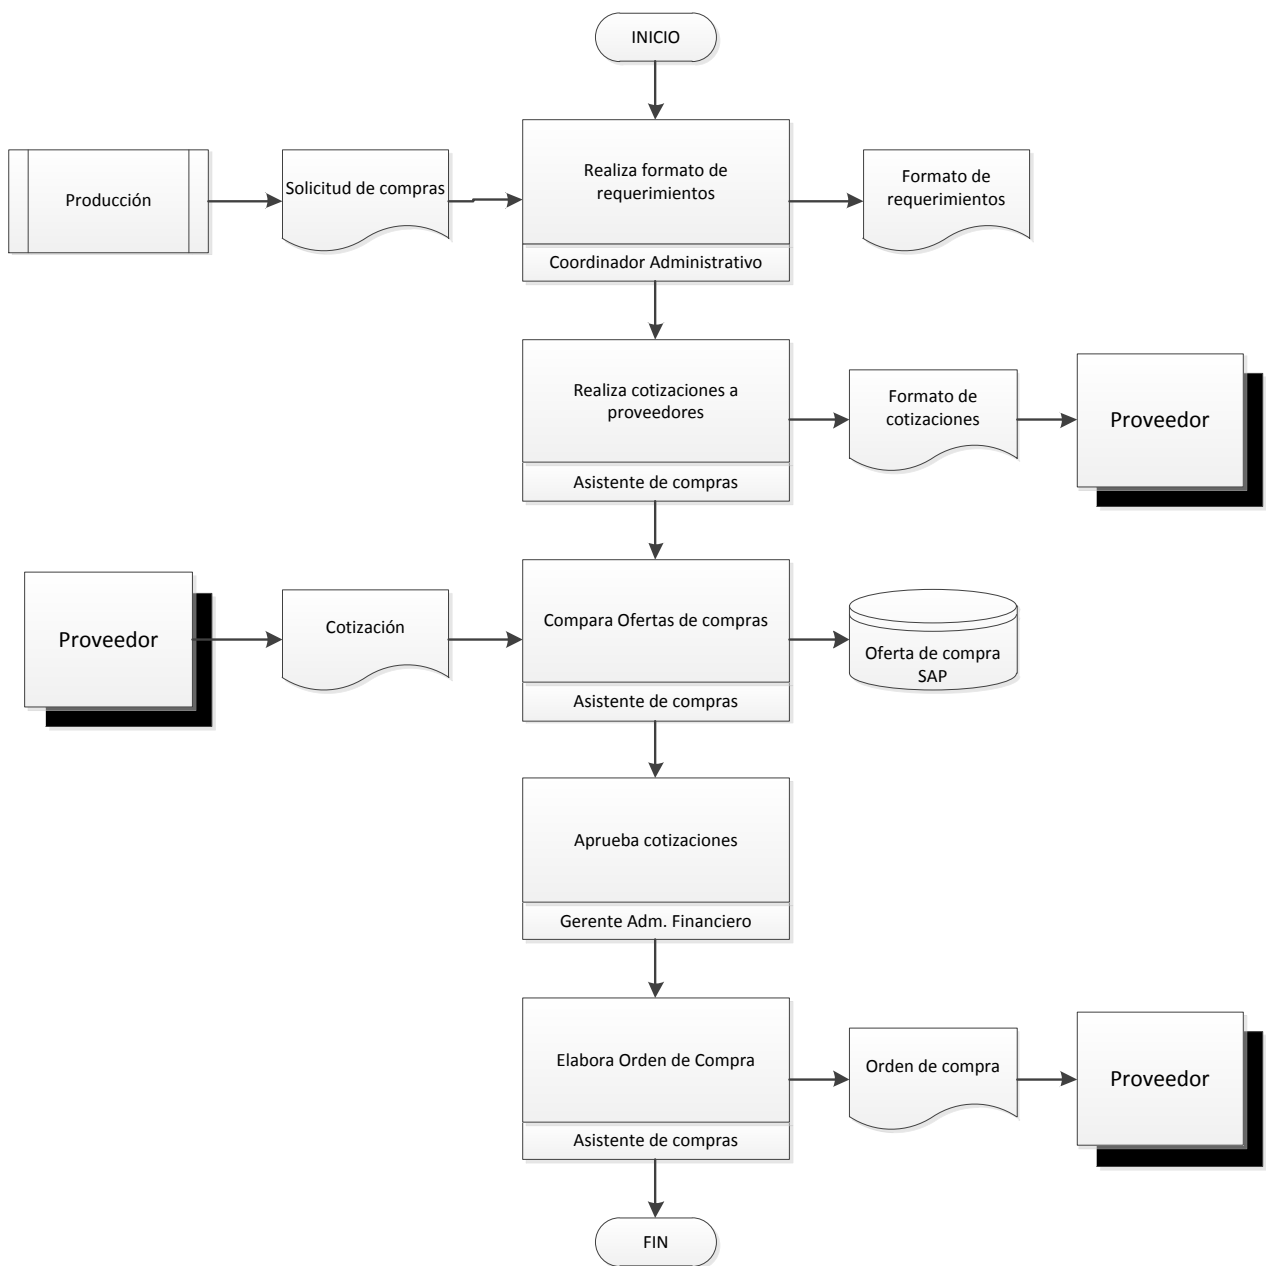 INICIO
Producción
Solicitud de compras
Realiza formato de
requerimientos
Coordinador Administrativo
Formato de
requerimientos
Realiza cotizaciones a
proveedores
Asistente de compras
Formato de
cotizaciones
Proveedor
Proveedor
Cotización
Compara Ofertas de compras
Asistente de compras
Oferta de compra
SAP
Aprueba cotizaciones
Gerente Adm. Financiero
Elabora Orden de Compra
Asistente de compras
Orden de compra
Proveedor
FIN